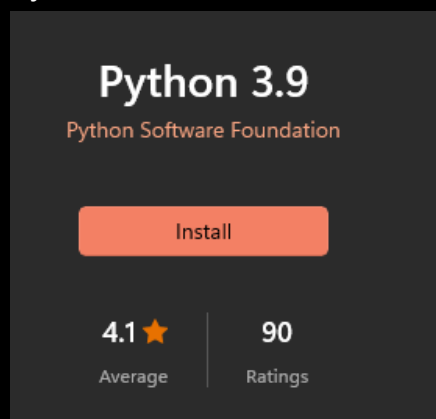 Python 3.9
Python Software Foundation
Install
4.1
90
Average
Ratings